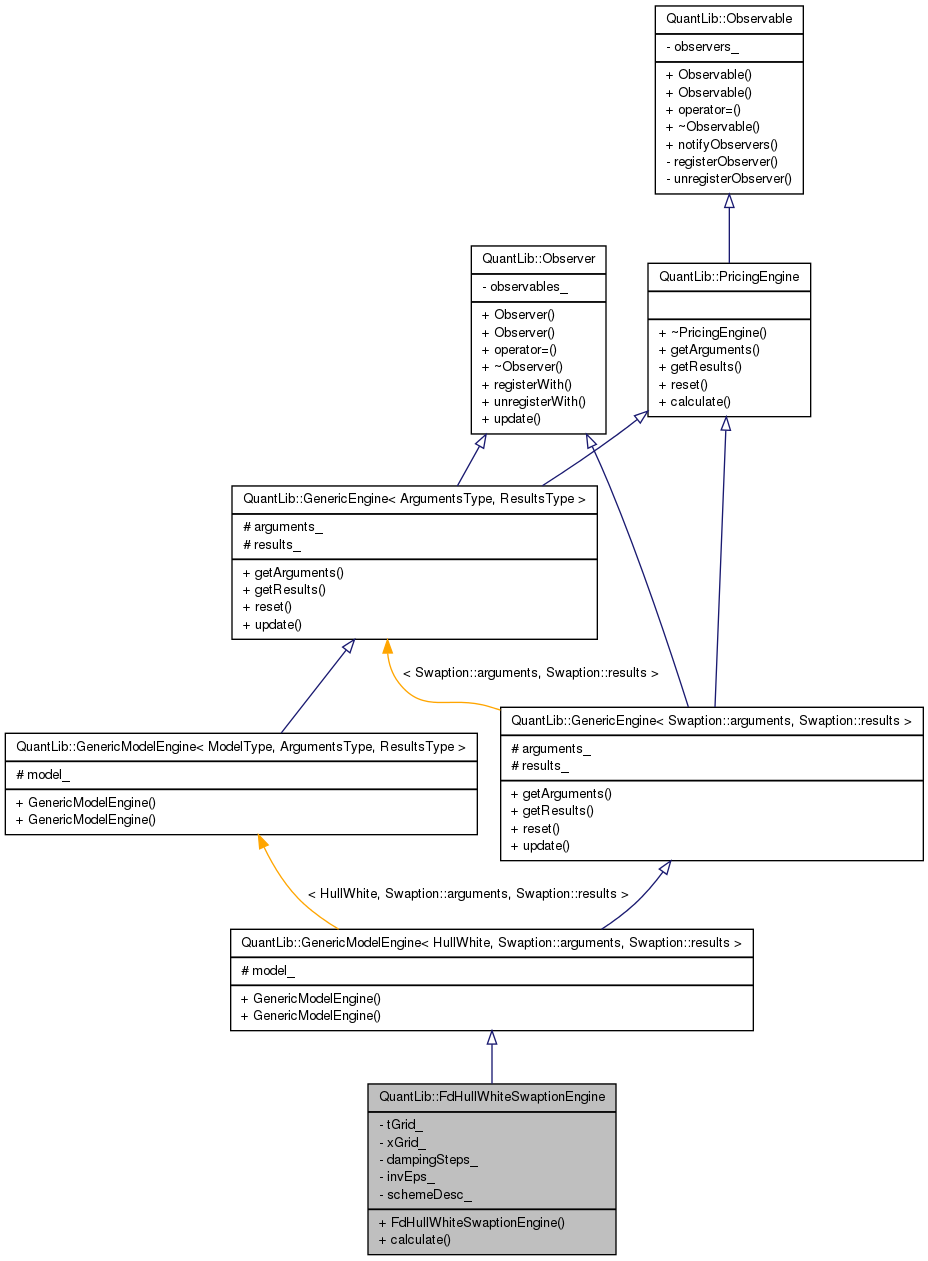 QuantLib::Observable
- observers_
+ Observable()
+ Observable()
+ operator=()
+ ~Observable()
+ notifyObservers()
- registerObserver()
- unregisterObserver()
QuantLib::Observer
- observables_
+ Observer()
+ Observer()
+ operator=()
+ ~Observer()
+ registerWith()
+ unregisterWith()
+ update()
QuantLib::PricingEngine
+ ~PricingEngine()
+ getArguments()
+ getResults()
+ reset()
+ calculate()
QuantLib::GenericEngine< ArgumentsType, ResultsType >
# arguments_
# results_
+ getArguments()
+ getResults()
+ reset()
+ update()
< Swaption::arguments, Swaption::results >
QuantLib::GenericEngine< Swaption::arguments, Swaption::results >
# arguments_
# results_
+ getArguments()
+ getResults()
+ reset()
+ update()
QuantLib::GenericModelEngine< ModelType, ArgumentsType, ResultsType >
# model_
+ GenericModelEngine()
+ GenericModelEngine()
< HullWhite, Swaption::arguments, Swaption::results >
QuantLib::GenericModelEngine< HullWhite, Swaption::arguments, Swaption::results >
# model_
+ GenericModelEngine()
+ GenericModelEngine()
QuantLib::FdHullWhiteSwaptionEngine
- tGrid_
- xGrid_
- dampingSteps_
- invEps_
- schemeDesc_
+ FdHullWhiteSwaptionEngine()
+ calculate()